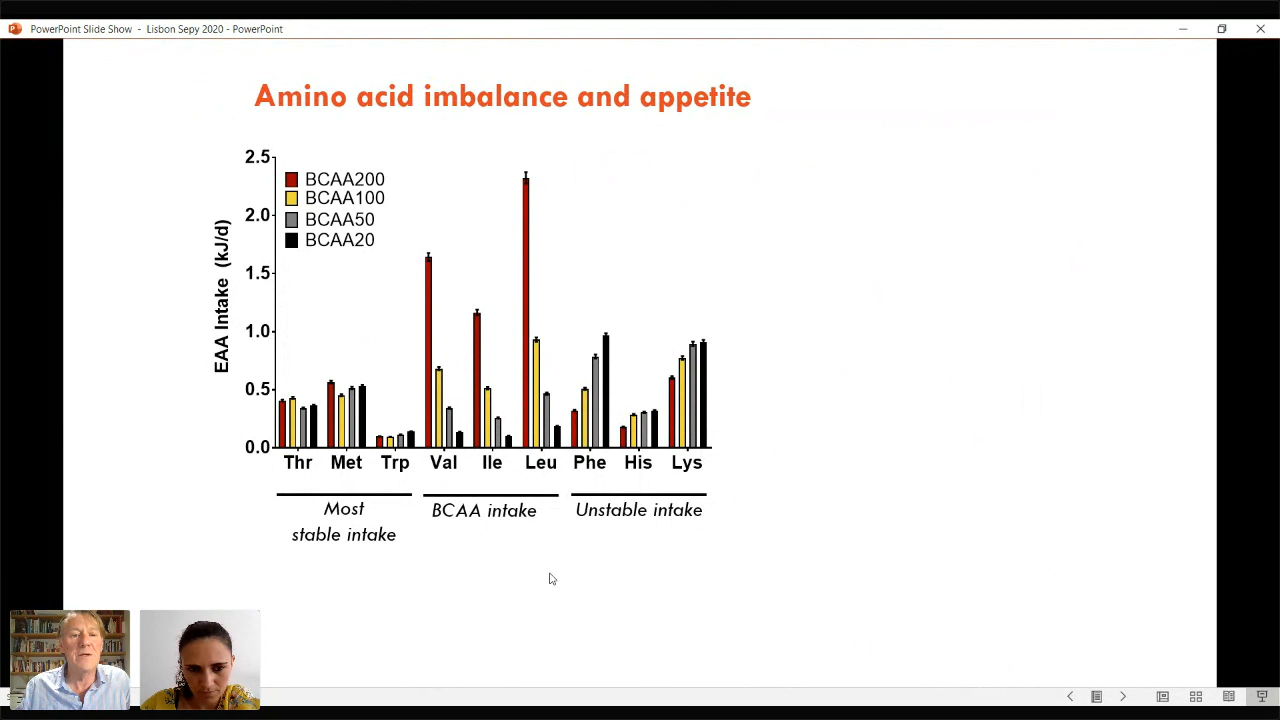 PowerPoint Slide Show - Lisbon Sepy 2020 - PowerPoint
Amino acid imbalance and appetite
2.5
2.0
1.5
1.0
0.5
0.0
EAA Intake (kJ/d)
BCAA200
BCAA100
BCAA50
BCAA20
Thr Met Trp Val Ile Leu Phe His Lys
Most
stable intake
BCAA intake
Unstable intake